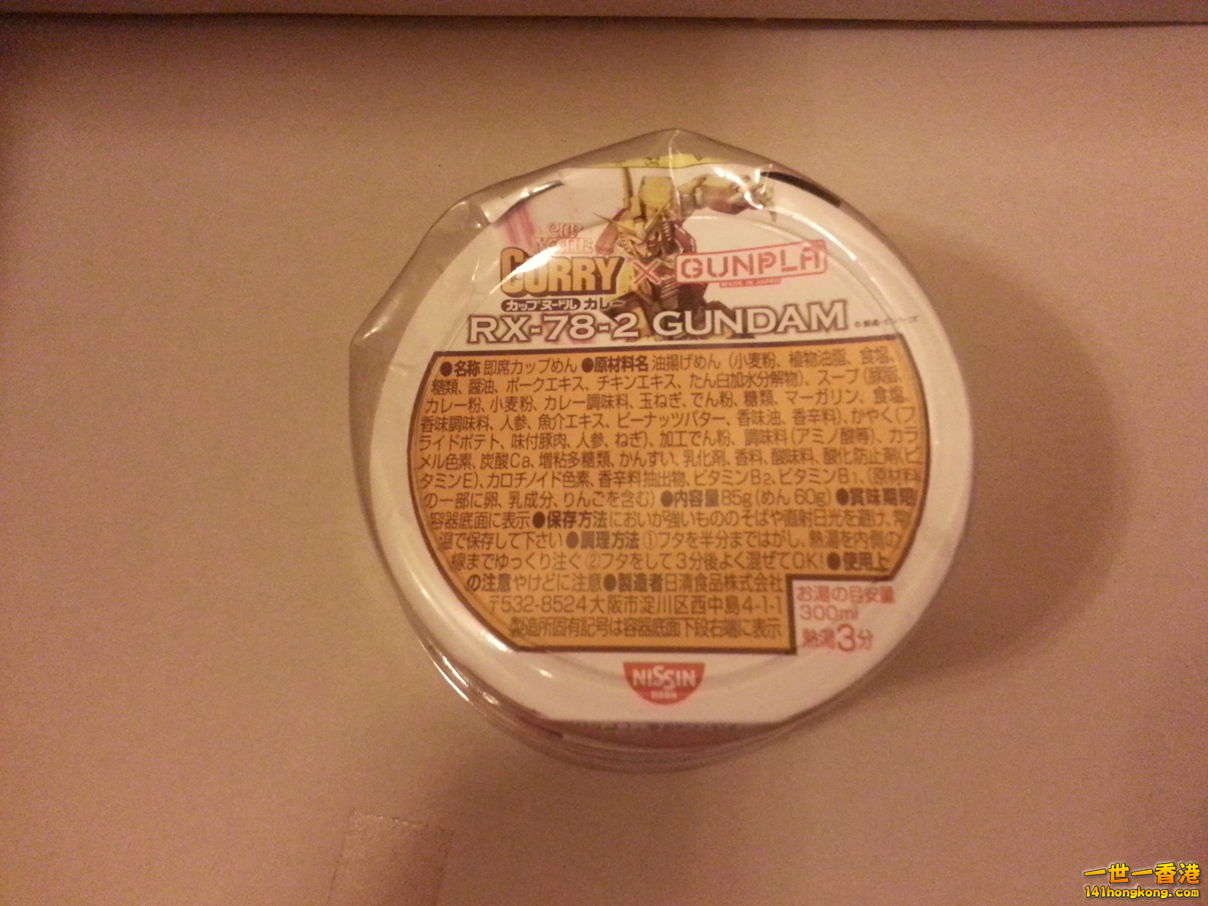 CUP NOODLE
CURRY × GUNPLA
MADE IN JAPAN
カップヌードル カレー
RX-78-2 GUNDAM
●名称 即席カップめん ●原材料名 油揚げめん (小麦粉、植物油脂、食塩、
糖類、醤油、ポークエキス、チキンエキス、たん白加水分解物)、スープ (豚脂、
カレー粉、小麦粉、カレー調味料、玉ねぎ、でん粉、糖類、マーガリン、食塩、
香味調味料、人参、魚介エキス、ピーナッツバター、香味油、香辛料)、かやく (フ
ライドポテト、味付豚肉、人参、ねぎ)、加工でん粉、調味料 (アミノ酸等)、カラ
メル色素、炭酸Ca、増粘多糖類、かんすい、乳化剤、香料、酸味料、酸化防止剤(ビ
タミンE)、カロチノイド色素、香辛料抽出物、ビタミンB2、ビタミンB1、(原材料
の一部に卵、乳成分、りんごを含む) ●内容量 85g (めん 60g) ●賞味期限
容器底面に表示 ●保存方法 においが強いもののそばや直射日光を避け、常
温で保存して下さい ●調理方法 ①フタを半分まではがし、熱湯を内側の
線までゆっくり注ぐ ②フタをして3分後よく混ぜてOK! ●使用上
の注意 やけどに注意 ●製造者 日清食品株式会社
〒532-8524 大阪市淀川区西中島4-1-1
製造所固有記号は容器底面下段右端に表示
お湯の目安量
300ml
熱湯3分
NISSIN
一世一香港
141hongkong.com